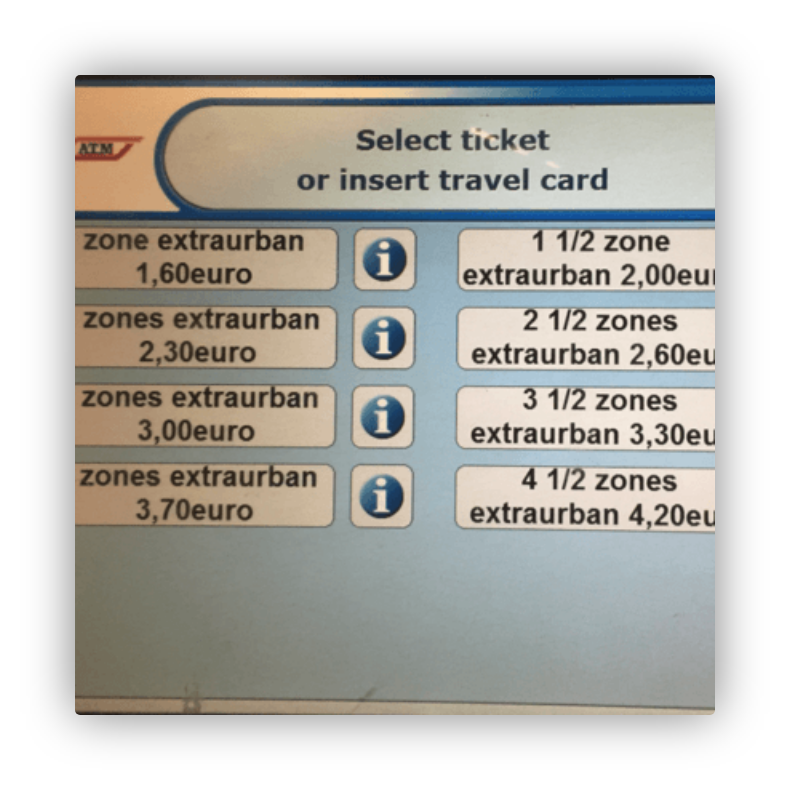 ATM
Select ticket
or insert travel card
zone extraurban
1,60euro
1 1/2 zone
extraurban 2,00eur
zones extraurban
2,30euro
2 1/2 zones
extraurban 2,60eu
zones extraurban
3,00euro
3 1/2 zones
extraurban 3,30eu
zones extraurban
3,70euro
4 1/2 zones
extraurban 4,20eu